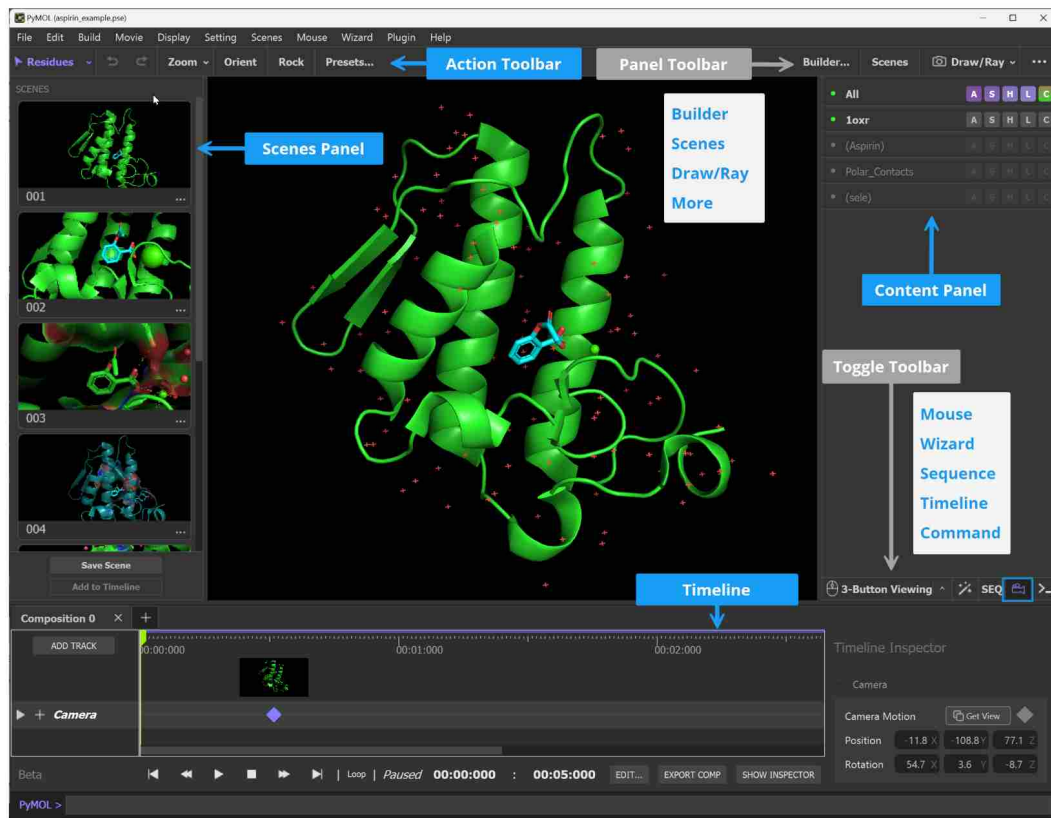 PyMOL (aspirin_example.pse)
File Edit Build Movie Display Setting Scenes Mouse Wizard Plugin Help
Residues Zoom Orient Rock Presets... Action Toolbar Panel Toolbar Builder... Scenes Draw/Ray ...
SCENES
All A S H L C
1oxr A S H L C
(Aspirin) A S H L C
Polar_Contacts A S H L C
(sele) A S H L C
Builder
Scenes
Draw/Ray
More
Scenes Panel
001 ...
002 ...
003 ...
004 ...
Content Panel
Toggle Toolbar
Mouse
Wizard
Sequence
Timeline
Command
Save Scene
Add to Timeline
Timeline
3-Button Viewing SEQ >_
Composition 0 × +
ADD TRACK
00:00:000 00:01:000 00:02:000
Camera
Timeline Inspector
Camera
Camera Motion Get View
Position -11.8 X -108.8 Y 77.1 Z
Rotation 54.7 X 3.6 Y -8.7 Z
Beta | Loop | Paused 00:00:000 : 00:05:000 EDIT... EXPORT COMP SHOW INSPECTOR
PyMOL >